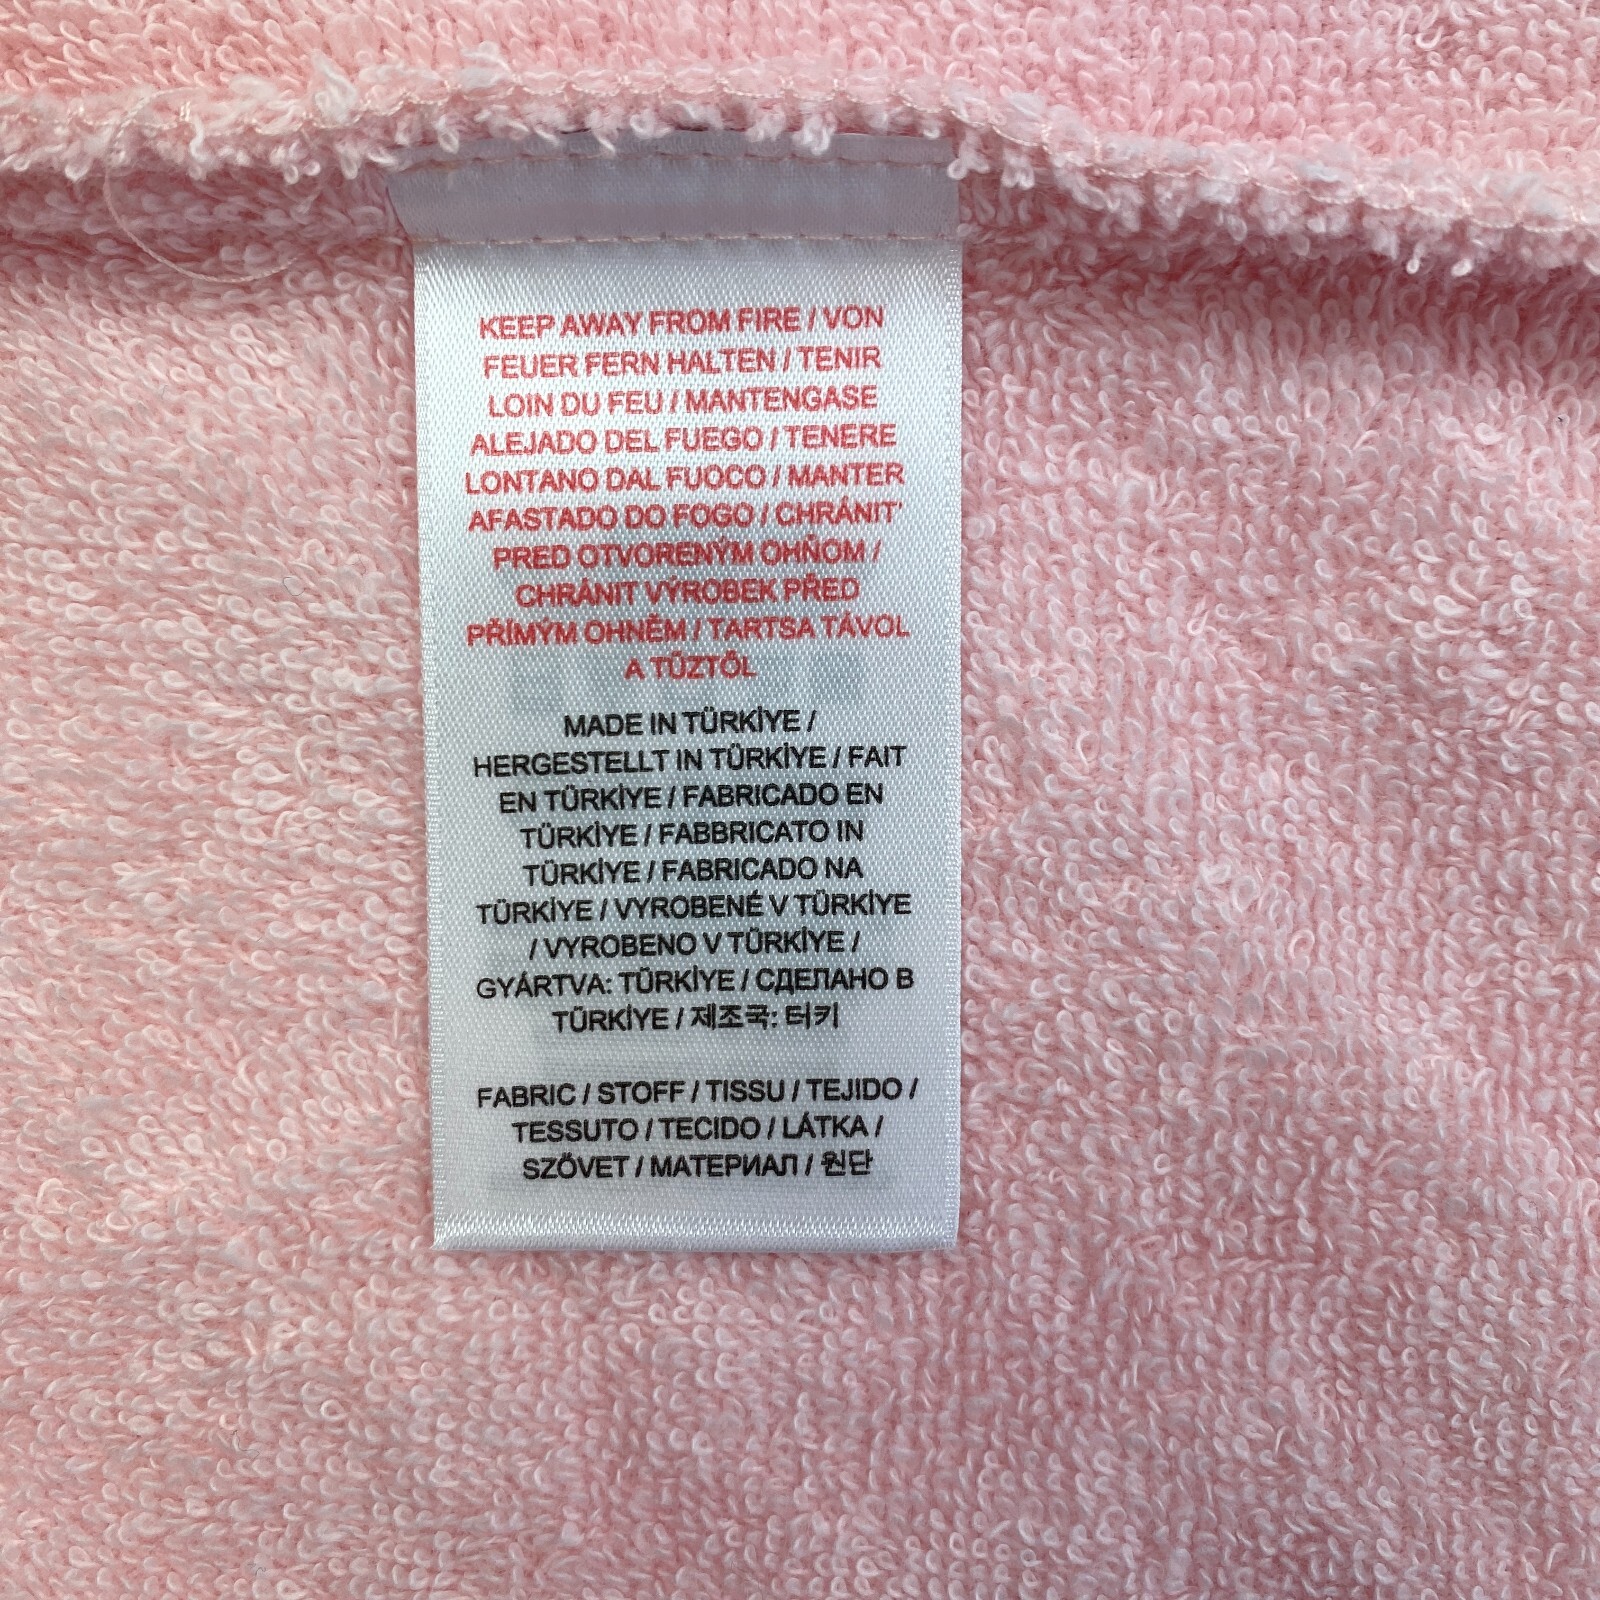 KEEP AWAY FROM FIRE / VON
FEUER FERN HALTEN / TENIR
LOIN DU FEU / MANTENGASE
ALEJADO DEL FUEGO / TENERE
LONTANO DAL FUOCO / MANTER
AFASTADO DO FOGO / CHRÁNIT'
PRED OTVORENÝM OHŇOM /
CHRÁNIT VÝROBEK PŘED
PŘÍMÝM OHNĚM / TARTSA TÁVOL
A TŰZTŐL
MADE IN TÜRKİYE /
HERGESTELLT IN TÜRKİYE / FAIT
EN TÜRKİYE / FABRICADO EN
TÜRKİYE / FABBRICATO IN
TÜRKİYE / FABRICADO NA
TÜRKİYE / VYROBENÉ V TÜRKİYE
/ VYROBENO V TÜRKİYE /
GYÁRTVA: TÜRKİYE / СДЕЛАНО В
TÜRKİYE / 제조국: 터키
FABRIC / STOFF / TISSU / TEJIDO /
TESSUTO / TECIDO / LÁTKA /
SZÖVET / МАТЕРИАЛ / 원단